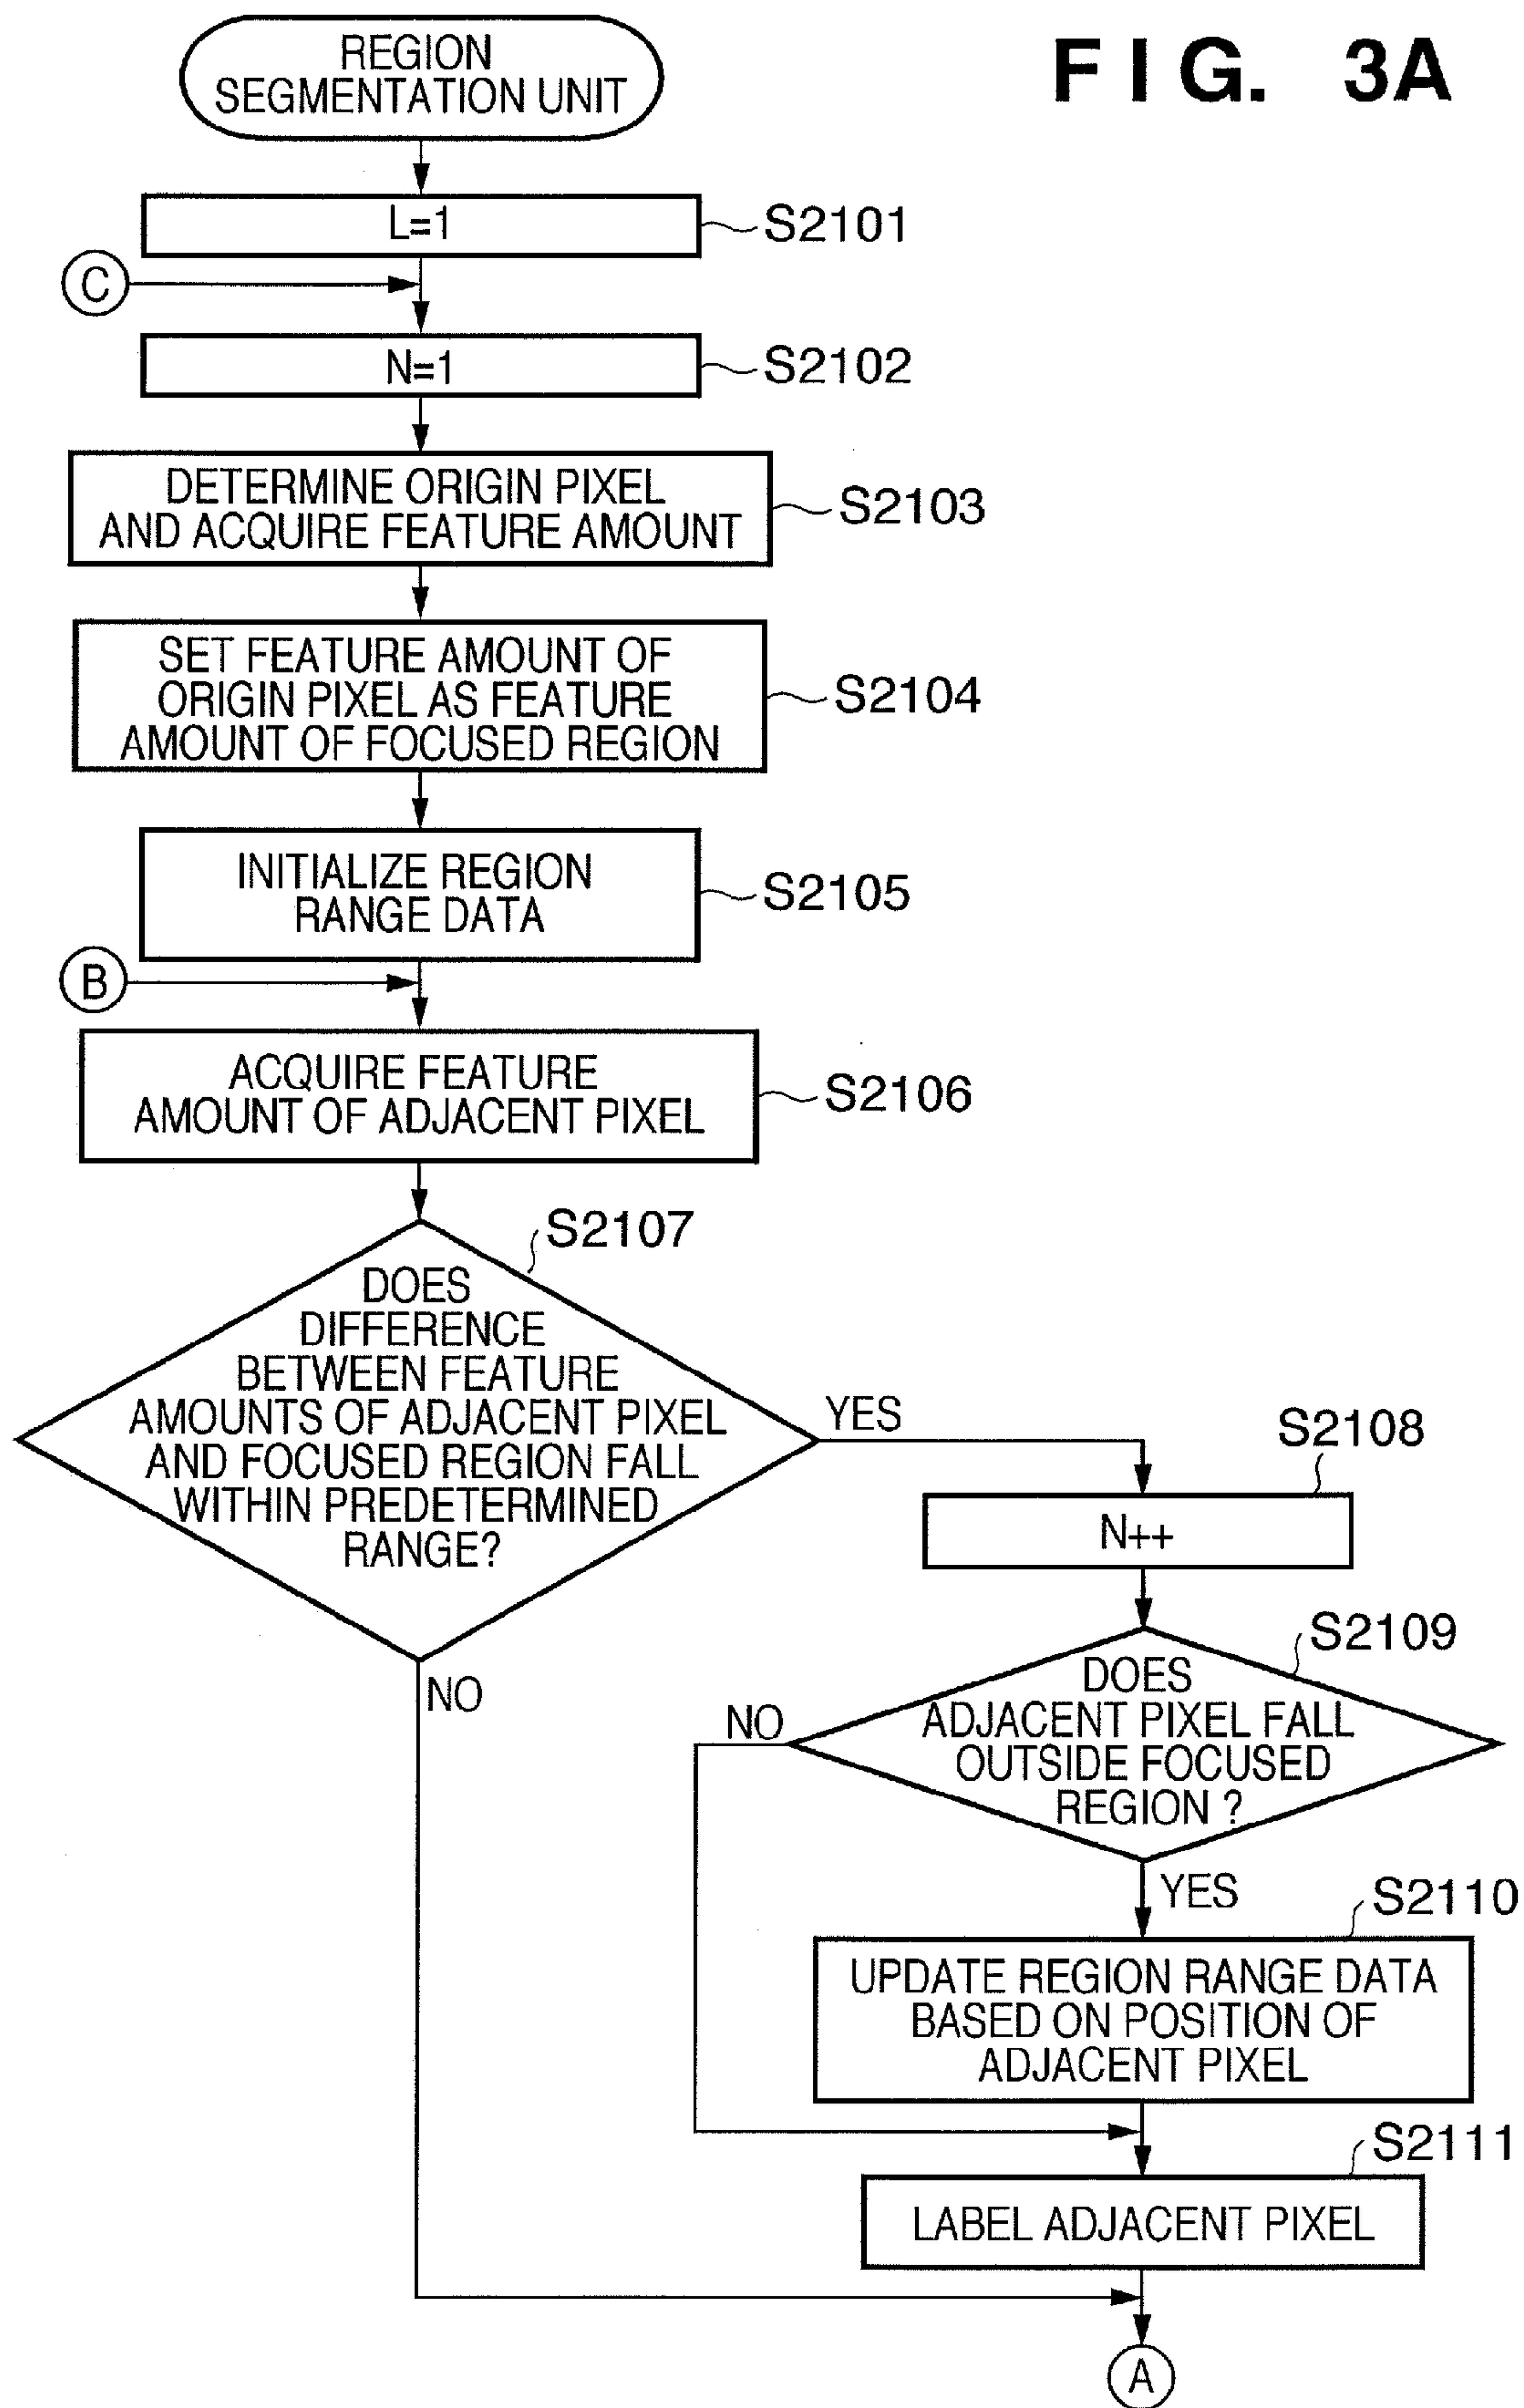 FIG. 3A
REGION
SEGMENTATION UNIT
L=1
S2101
C
N=1
S2102
DETERMINE ORIGIN PIXEL
AND ACQUIRE FEATURE AMOUNT
S2103
SET FEATURE AMOUNT OF
ORIGIN PIXEL AS FEATURE
AMOUNT OF FOCUSED REGION
S2104
INITIALIZE REGION
RANGE DATA
S2105
B
ACQUIRE FEATURE
AMOUNT OF ADJACENT PIXEL
S2106
S2107
DOES
DIFFERENCE
BETWEEN FEATURE
AMOUNTS OF ADJACENT PIXEL
AND FOCUSED REGION FALL
WITHIN PREDETERMINED
RANGE?
YES
NO
S2108
N++
S2109
DOES
ADJACENT PIXEL FALL
OUTSIDE FOCUSED
REGION ?
NO
YES
S2110
UPDATE REGION RANGE DATA
BASED ON POSITION OF
ADJACENT PIXEL
S2111
LABEL ADJACENT PIXEL
A